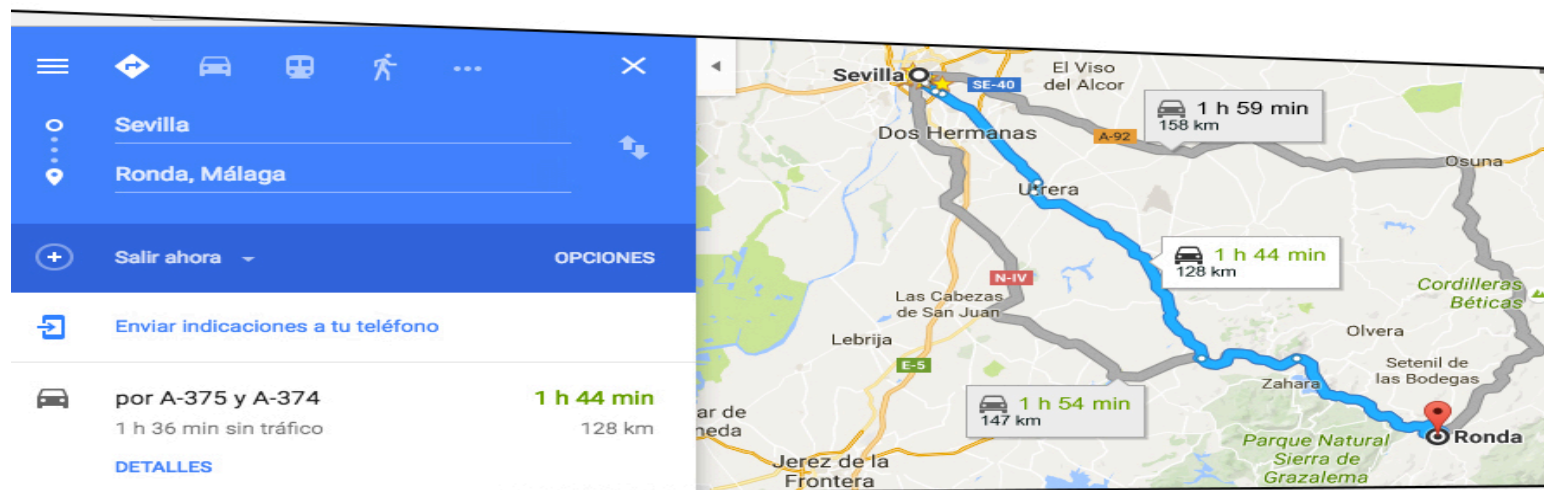 Sevilla
Ronda, Málaga
Salir ahora
OPCIONES
Enviar indicaciones a tu teléfono
por A-375 y A-374
1 h 44 min
1 h 36 min sin tráfico
128 km
DETALLES
Sevilla
SE-40
El Viso
del Alcor
1 h 59 min
158 km
Dos Hermanas
A-92
Osuna
Utrera
1 h 44 min
128 km
N-IV
Las Cabezas
de San Juan
Cordilleras
Béticas
Lebrija
Olvera
E-5
Setenil de
las Bodegas
Zahara
1 h 54 min
147 km
ar de
neda
Ronda
Parque Natural
Sierra de
Grazalema
Jerez de la
Frontera